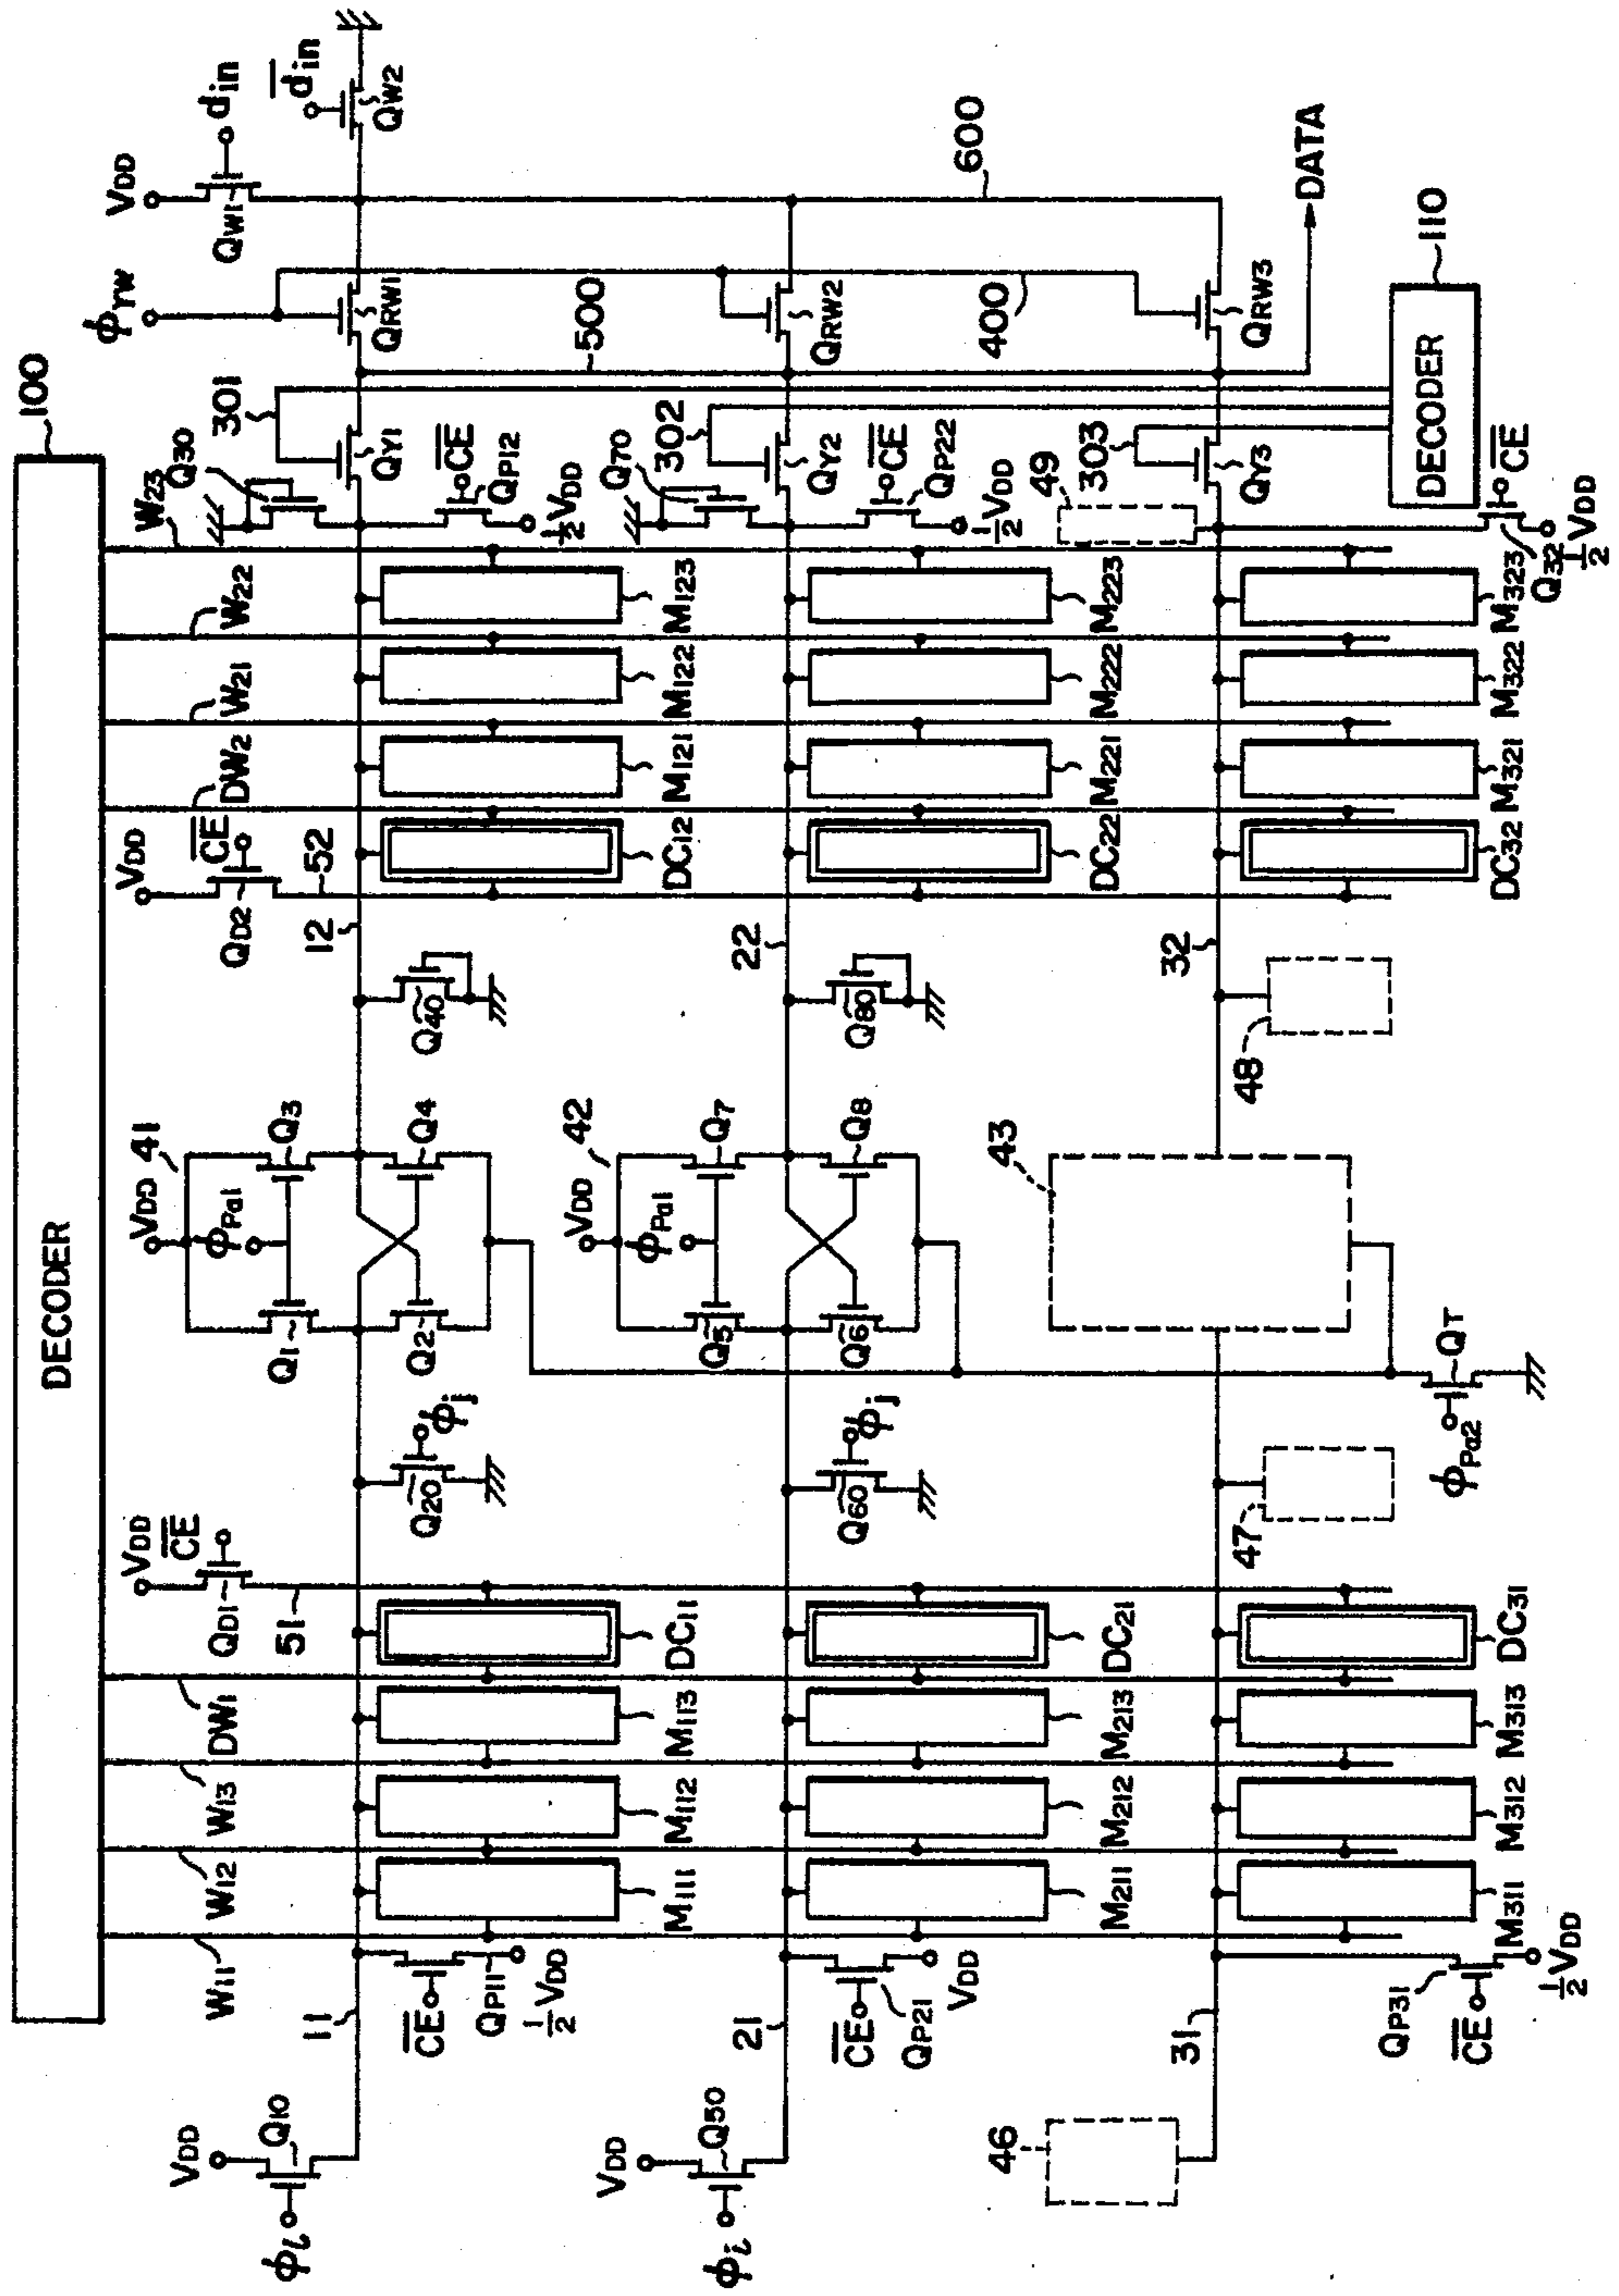 DECODER
100
W11
W12
W13
DW1
VDD
CE
QD1
51
VDD
41
ΦPa1
Q1
Q3
Q2
Q4
VDD
CE
QD2
52
DW2
W21
W22
W23
Q30
301
Φrw
VDD
QW1
din
din
QW2
VDD
Q10
Φi
11
CE
QP11
1/2 VDD
M111
M112
M113
DC11
Q20
Φj
Q40
12
DC12
M121
M122
M123
CE
QP12
1/2 VDD
QY1
500
QRW1
VDD
Q50
Φi
21
CE
QP21
VDD
M211
M212
M213
DC21
Q60
Φj
VDD
42
ΦPa1
Q5
Q7
Q6
Q8
Q80
22
DC22
M221
M222
M223
Q70
302
CE
QP22
1/2 VDD
QY2
QRW2
400
600
46
31
QP31
CE
1/2 VDD
M311
M312
M313
DC31
47
ΦPa2
QT
43
48
32
DC32
M321
M322
M323
49
303
QY3
Q32
CE
1/2 VDD
QRW3
DECODER
110
DATA